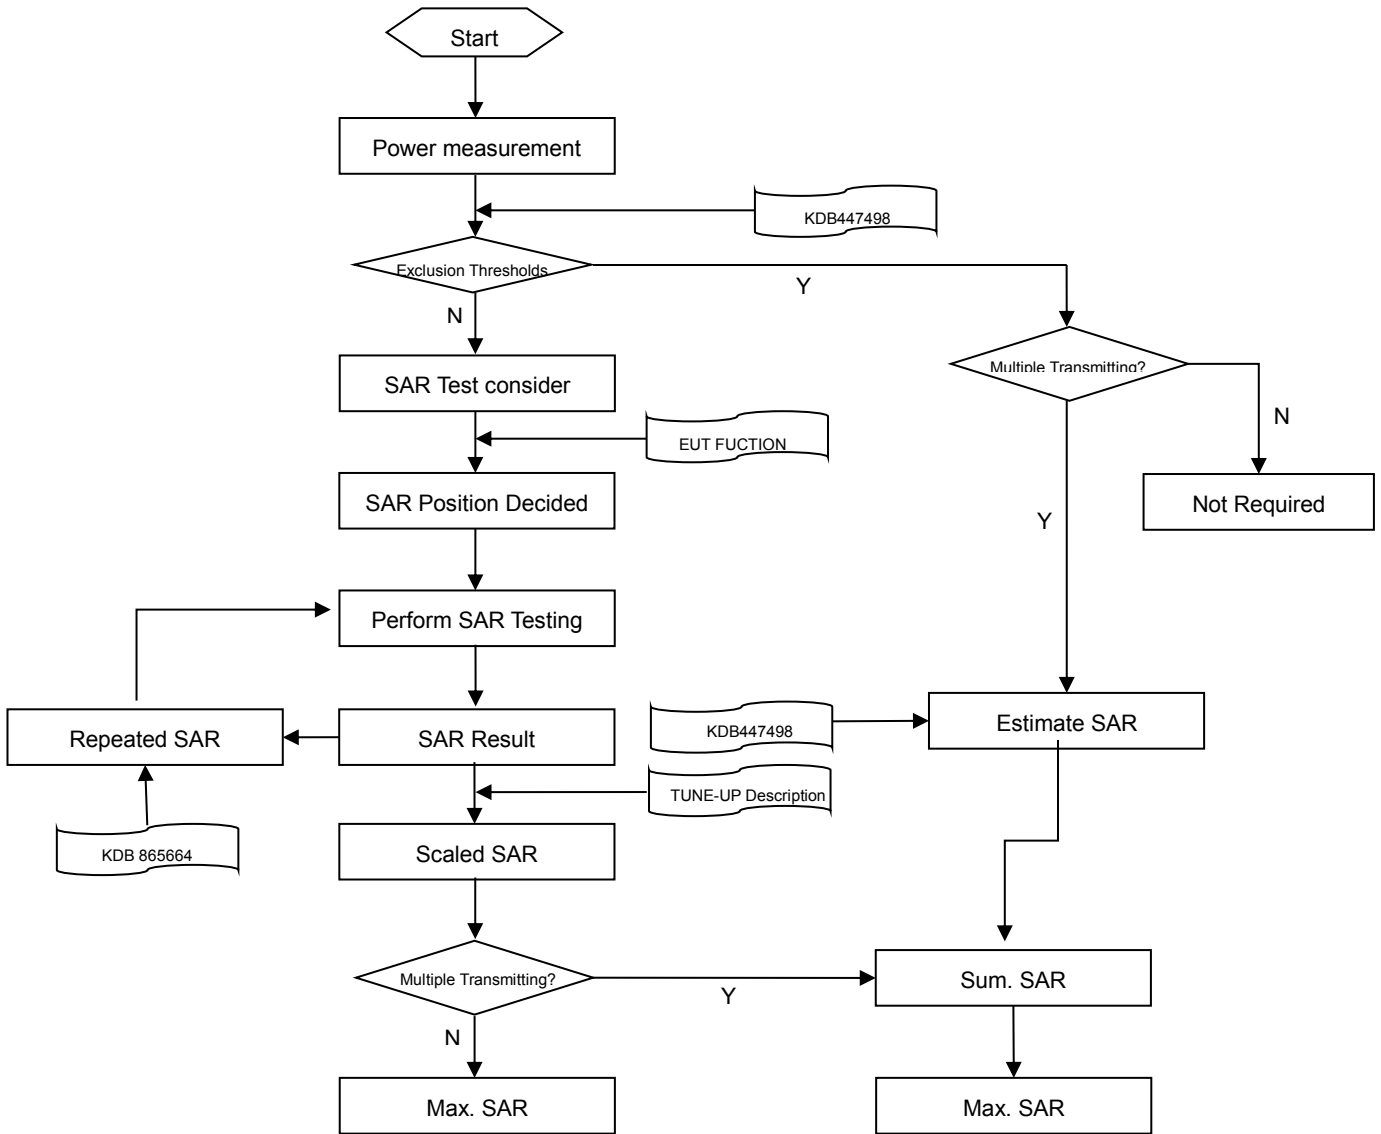 Start
Power measurement
KDB447498
Exclusion Thresholds
Y
N
Multiple Transmitting?
SAR Test consider
N
EUT FUCTION
SAR Position Decided
Not Required
Y
Perform SAR Testing
Repeated SAR
SAR Result
KDB447498
Estimate SAR
TUNE-UP Description
KDB 865664
Scaled SAR
Multiple Transmitting?
Y
Sum. SAR
N
Max. SAR
Max. SAR